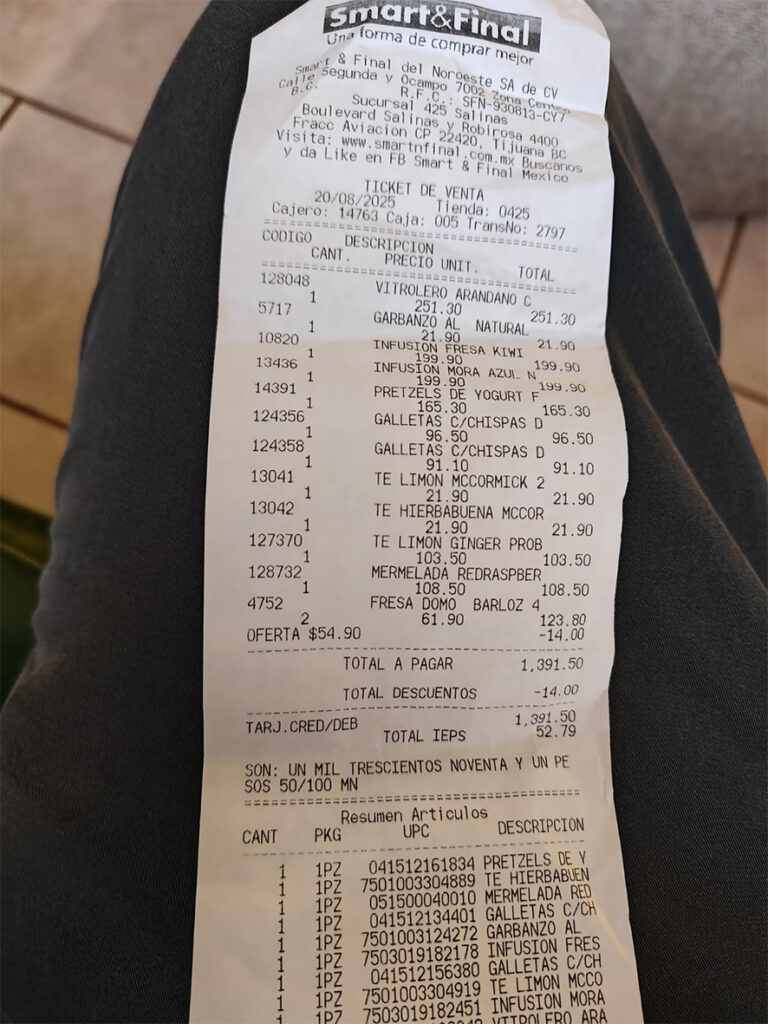 Smart&Final
Una forma de comprar mejor
Smart & Final del Noroeste SA de CV
Calle Segunda y Ocampo 7002 Zona Centro
B.C. R.F.C.: SFN-930813-CY7
Sucursal 425 Salinas
Boulevard Salinas y Robirosa 4400
Fracc Aviacion CP 22420, Tijuana BC
Visita: www.smartnfinal.com.mx Buscanos
y da Like en FB Smart & Final Mexico
TICKET DE VENTA
20/08/2025 Tienda: 0425
Cajero: 14763 Caja: 005 TransNo: 2797
CODIGO DESCRIPCION
CANT. PRECIO UNIT. TOTAL
128048 VITROLERO ARANDANO C
1 251.30 251.30
5717 GARBANZO AL NATURAL
1 21.90 21.90
10820 INFUSION FRESA KIWI
1 199.90 199.90
13436 INFUSION MORA AZUL N
1 199.90 199.90
14391 PRETZELS DE YOGURT F
1 165.30 165.30
124356 GALLETAS C/CHISPAS D
1 96.50 96.50
124358 GALLETAS C/CHISPAS D
1 91.10 91.10
13041 TE LIMON MCCORMICK 2
1 21.90 21.90
13042 TE HIERBABUENA MCCOR
1 21.90 21.90
127370 TE LIMON GINGER PROB
1 103.50 103.50
128732 MERMELADA REDRASPBER
1 108.50 108.50
4752 FRESA DOMO BARLOZ 4
2 61.90 123.80
OFERTA $54.90 -14.00
TOTAL A PAGAR 1,391.50
TOTAL DESCUENTOS -14.00
TARJ.CRED/DEB 1,391.50
TOTAL IEPS 52.79
SON: UN MIL TRESCIENTOS NOVENTA Y UN PE
SOS 50/100 MN
Resumen Articulos
CANT PKG UPC DESCRIPCION
1 1PZ 041512161834 PRETZELS DE Y
1 1PZ 7501003304889 TE HIERBABUEN
1 1PZ 051500040010 MERMELADA RED
1 1PZ 041512134401 GALLETAS C/CH
1 1PZ 7501003124272 GARBANZO AL
1 1PZ 7503019182178 INFUSION FRES
1 1PZ 041512156380 GALLETAS C/CH
1 1PZ 7501003304919 TE LIMON MCCO
1 1PZ 7503019182451 INFUSION MORA
VITROLERO ARA